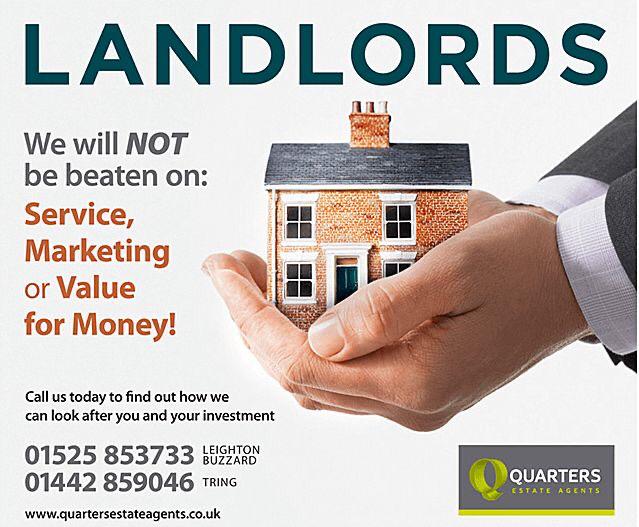 LANDLORDS
We will NOT
be beaten on:
Service,
Marketing
or Value
for Money!
Call us today to find out how we
can look after you and your investment
01525 853733 LEIGHTON BUZZARD
01442 859046 TRING
www.quartersestateagents.co.uk
Q QUARTERS
ESTATE AGENTS